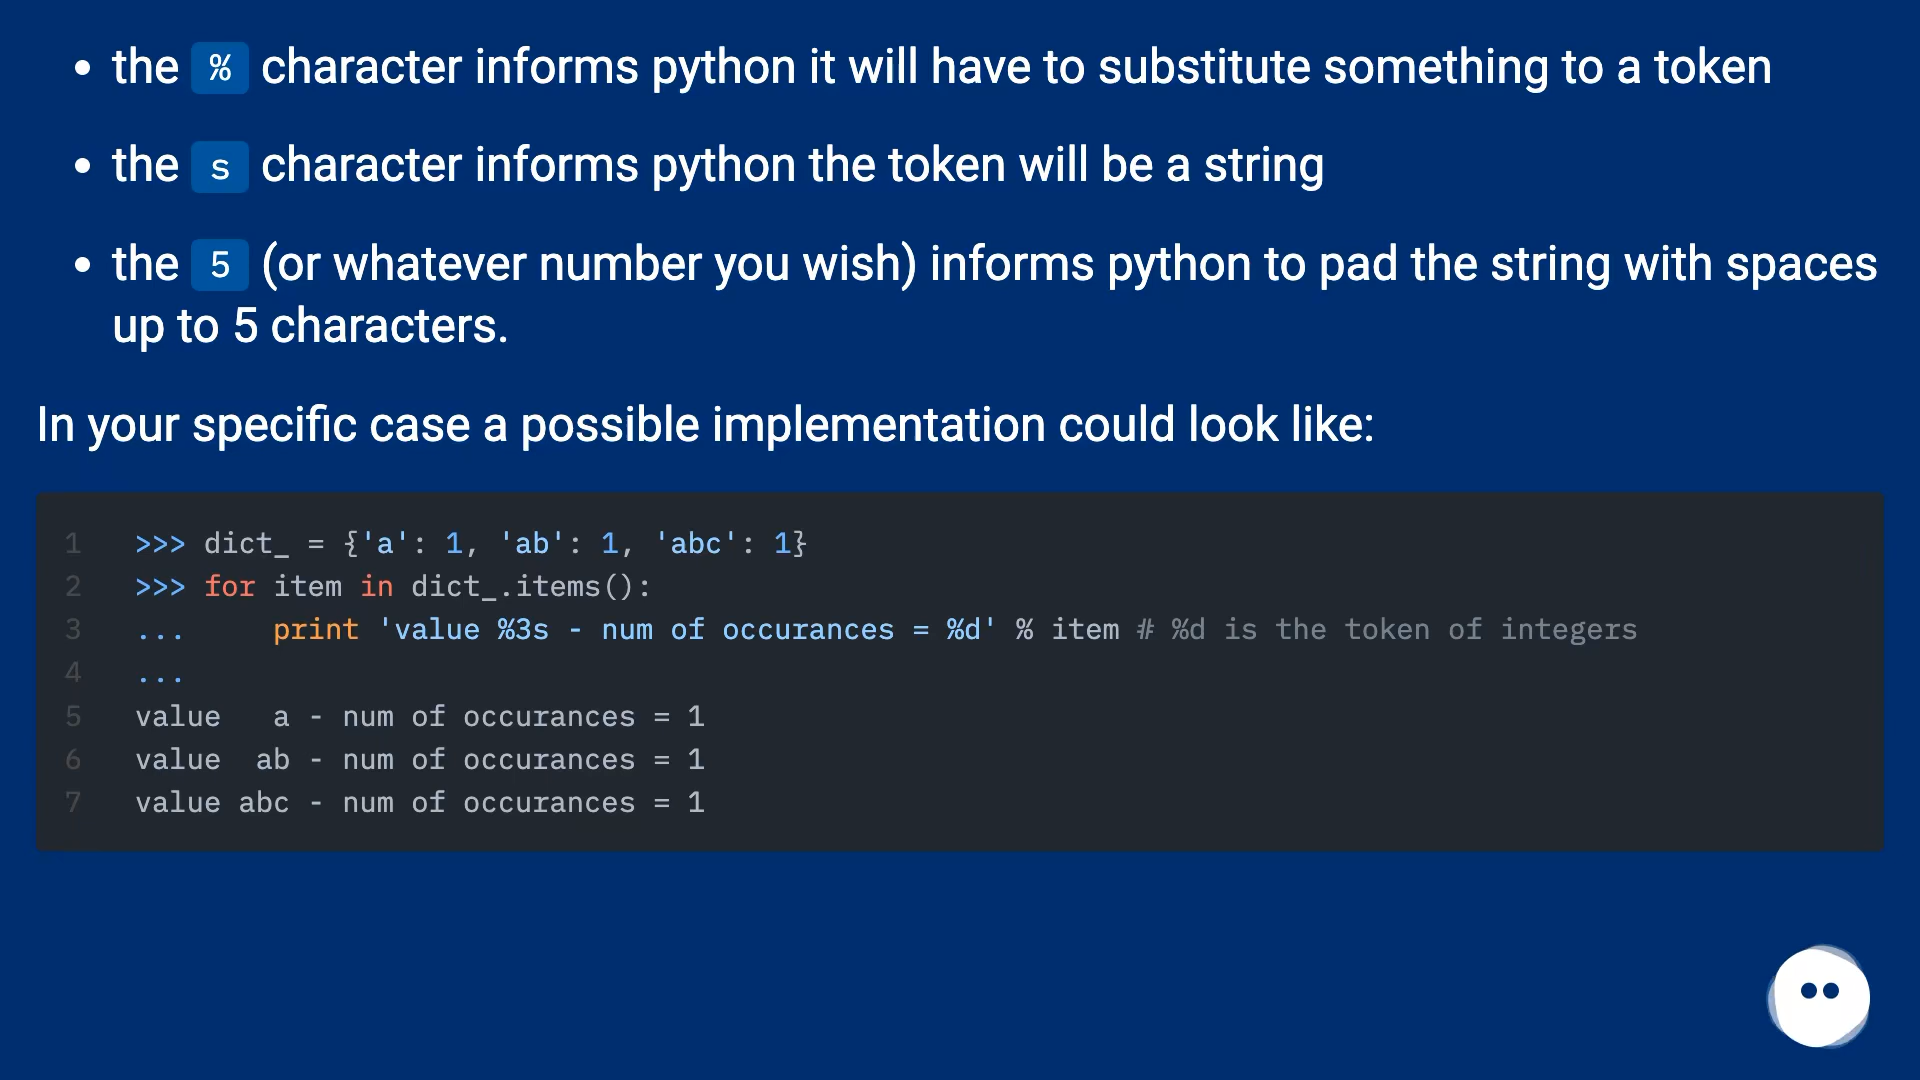 • the % character informs python it will have to substitute something to a token
• the s character informs python the token will be a string
• the 5 (or whatever number you wish) informs python to pad the string with spaces
up to 5 characters.
In your specific case a possible implementation could look like:
1 >>> dict_ = {'a': 1, 'ab': 1, 'abc': 1}
2 >>> for item in dict_.items():
3 ...     print 'value %3s - num of occurances = %d' % item # %d is the token of integers
4 ...
5 value   a - num of occurances = 1
6 value  ab - num of occurances = 1
7 value abc - num of occurances = 1